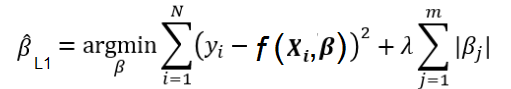 β̂_L1 = argmin_β ∑_{i=1}^{N} (y_i − f(X_i,β))² + λ ∑_{j=1}^{m} |β_j|